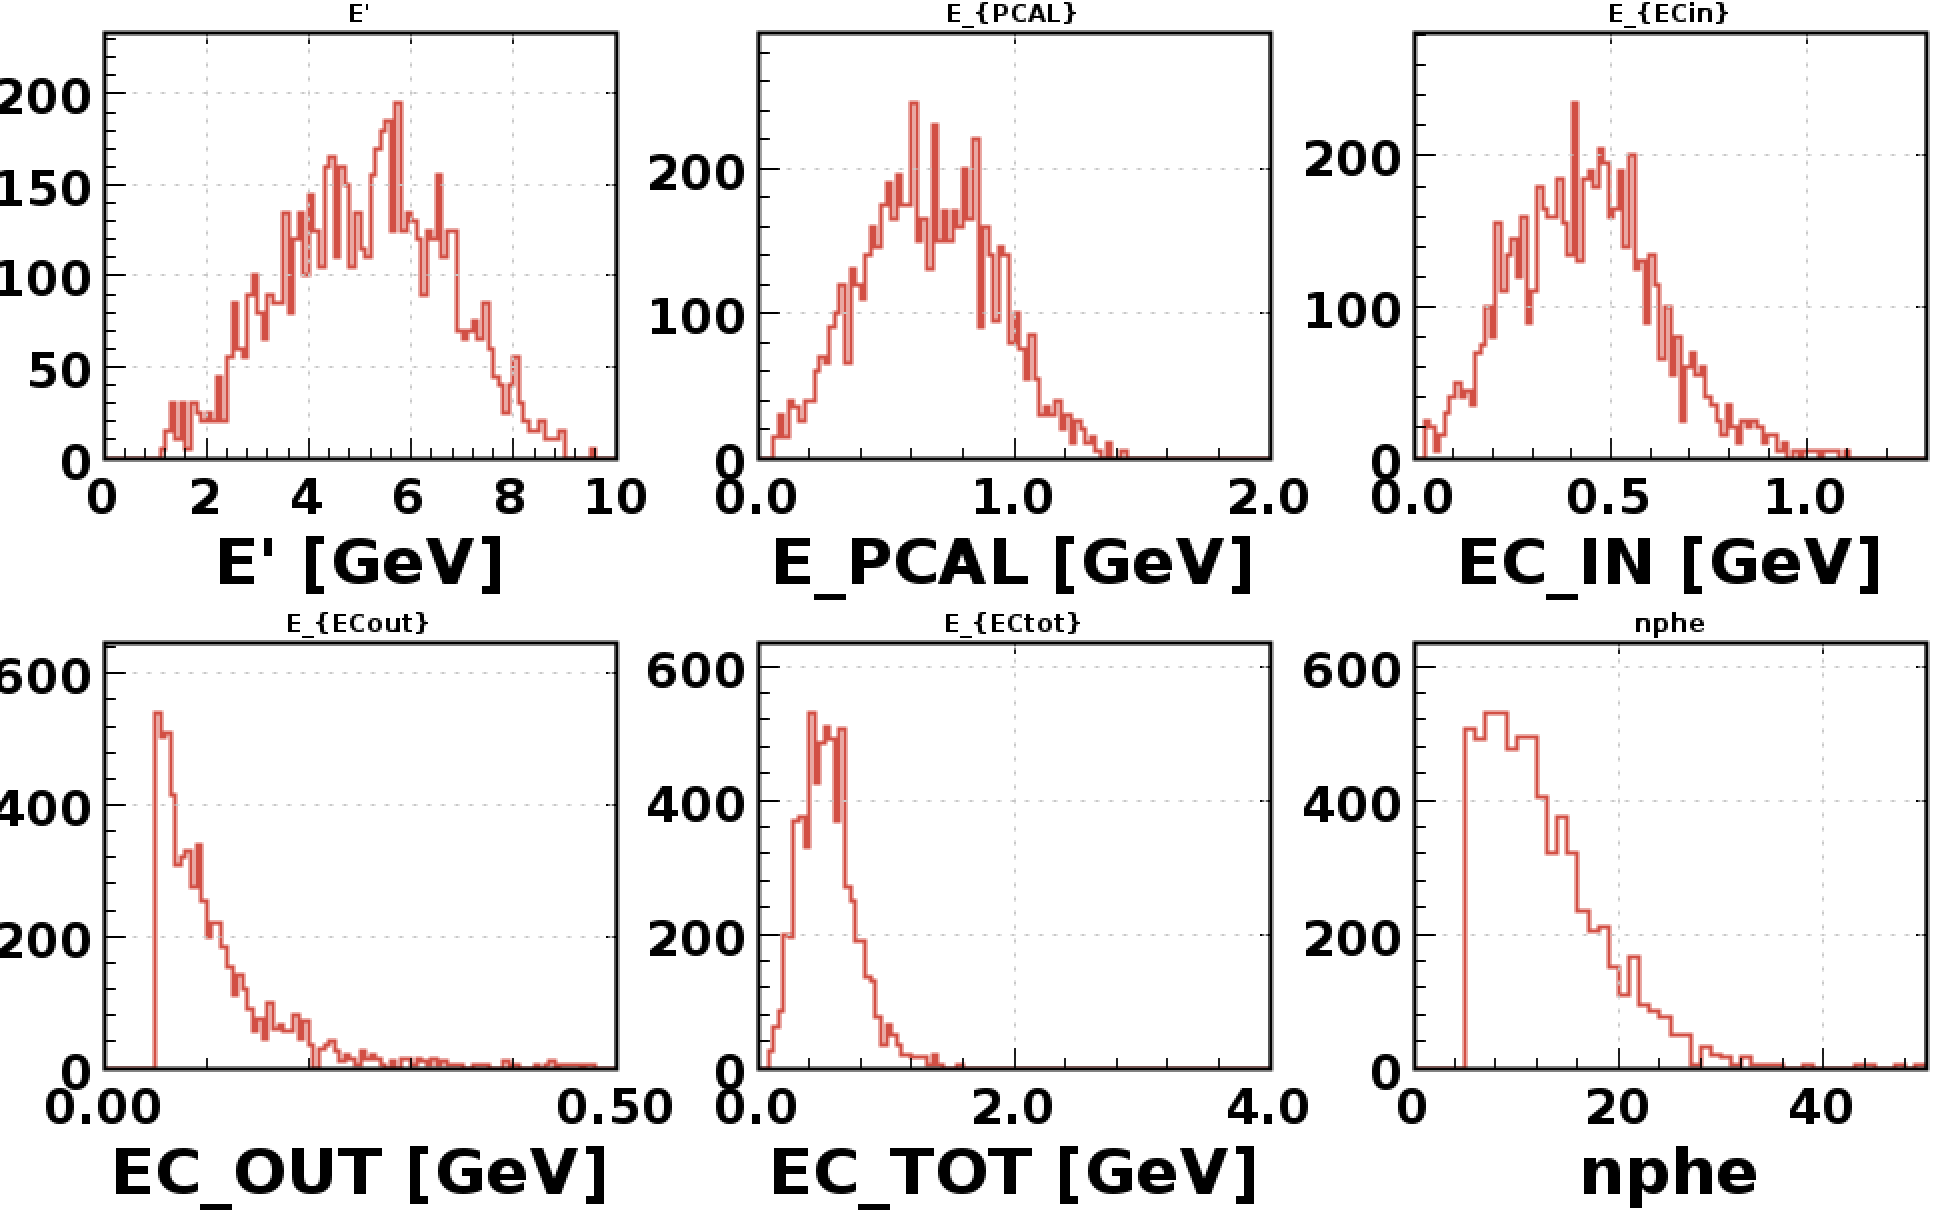 E'
200
150
100
50
0
0 2 4 6 8 10
E' [GeV]
E_{PCAL}
200
100
0
0.0 1.0 2.0
E_PCAL [GeV]
E_{ECin}
200
100
0
0.0 0.5 1.0
EC_IN [GeV]
E_{ECout}
600
400
200
0
0.00 0.50
EC_OUT [GeV]
E_{ECtot}
600
400
200
0
0.0 2.0 4.0
EC_TOT [GeV]
nphe
600
400
200
0
0 20 40
nphe